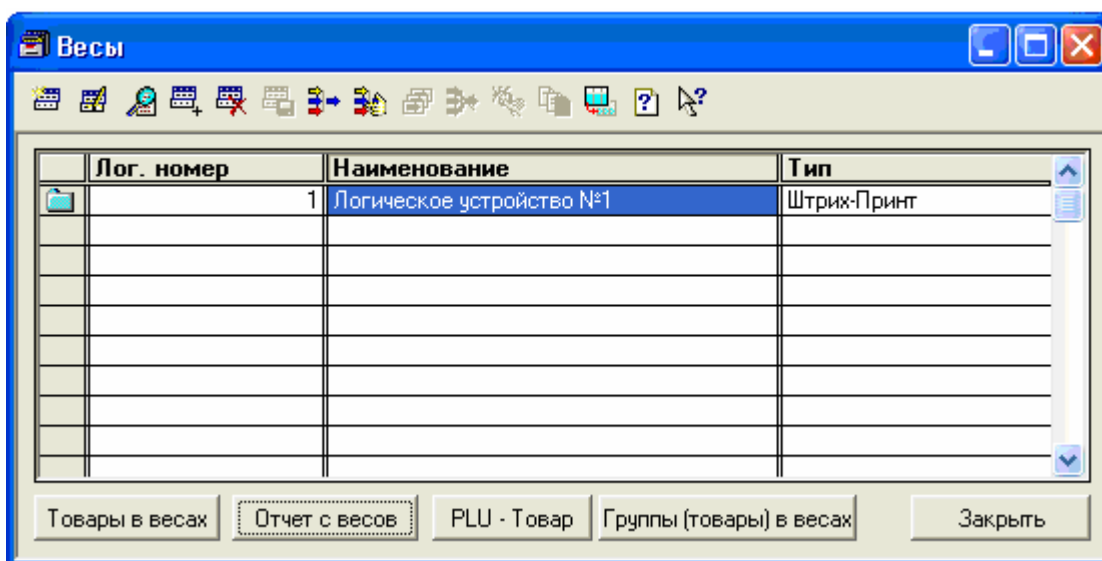 Весы
Лог. номер Наименование Тип
1 Логическое устройство №1 Штрих-Принт
Товары в весах Отчет с весов PLU - Товар Группы (товары) в весах Закрыть